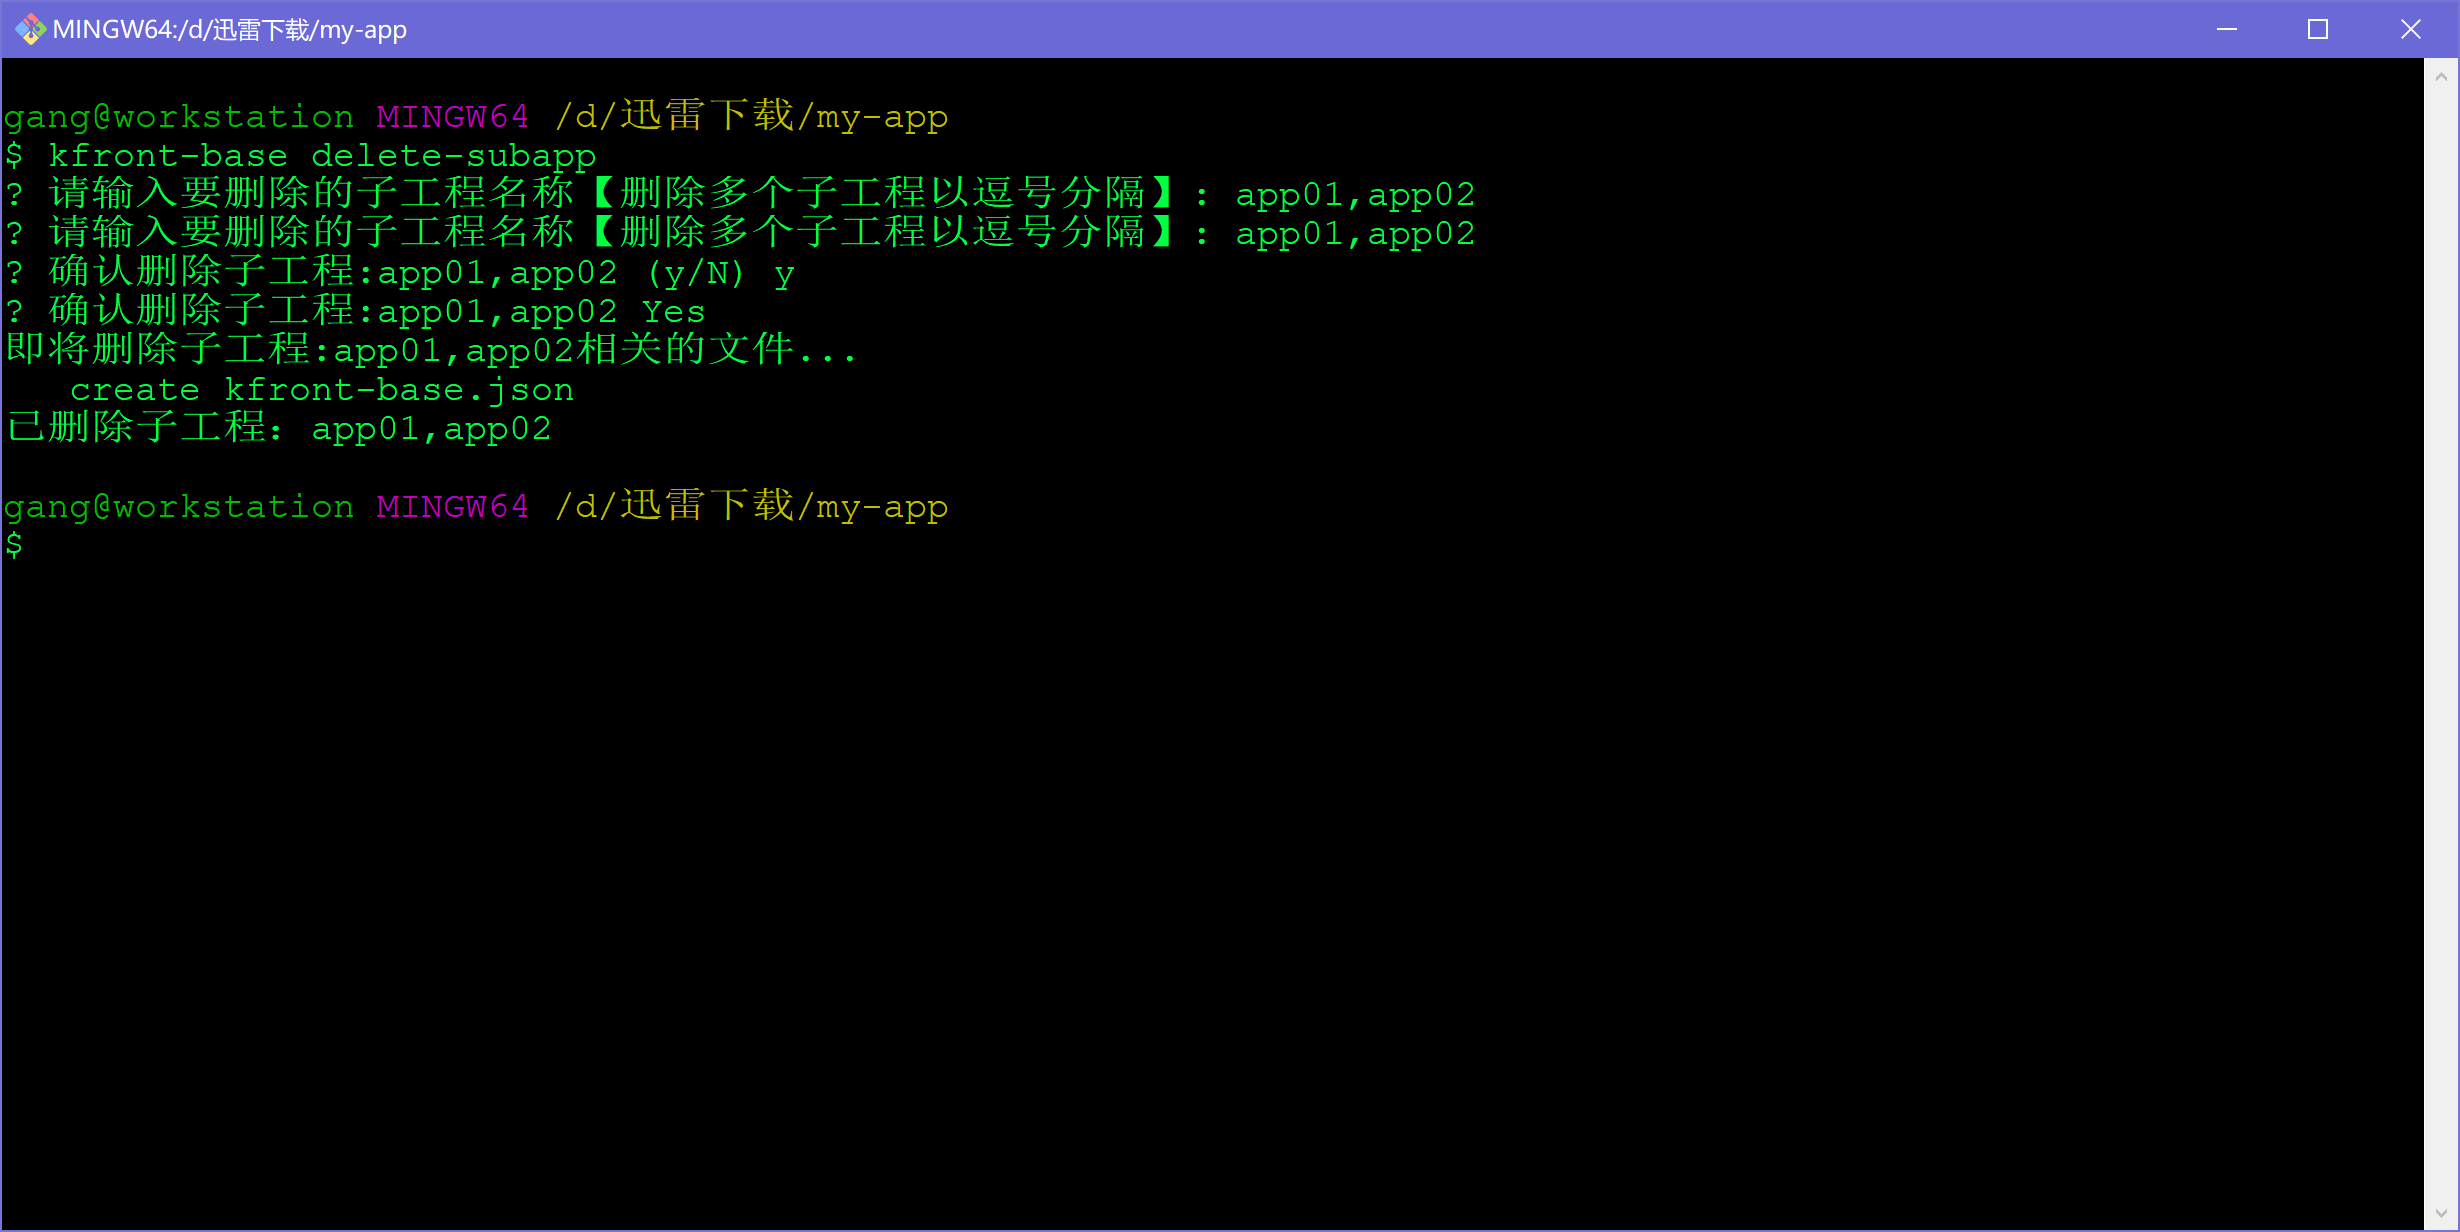 MINGW64:/d/迅雷下载/my-app
gang@workstation MINGW64 /d/迅雷下载/my-app
$ kfront-base delete-subapp
? 请输入要删除的子工程名称【删除多个子工程以逗号分隔】: app01,app02
? 请输入要删除的子工程名称【删除多个子工程以逗号分隔】: app01,app02
? 确认删除子工程:app01,app02 (y/N) y
? 确认删除子工程:app01,app02 Yes
即将删除子工程:app01,app02相关的文件...
   create kfront-base.json
已删除子工程: app01,app02
gang@workstation MINGW64 /d/迅雷下载/my-app
$